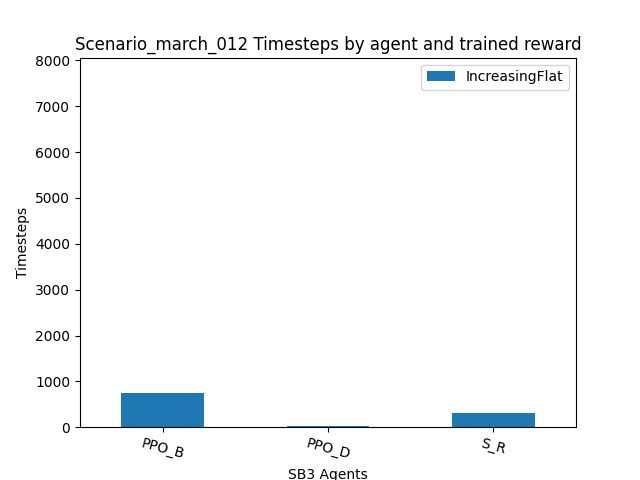 Scenario_march_012 Timesteps by agent and trained reward
IncreasingFlat
8000
7000
6000
5000
4000
3000
2000
1000
0
Timesteps
PPO_B
PPO_D
S_R
SB3 Agents